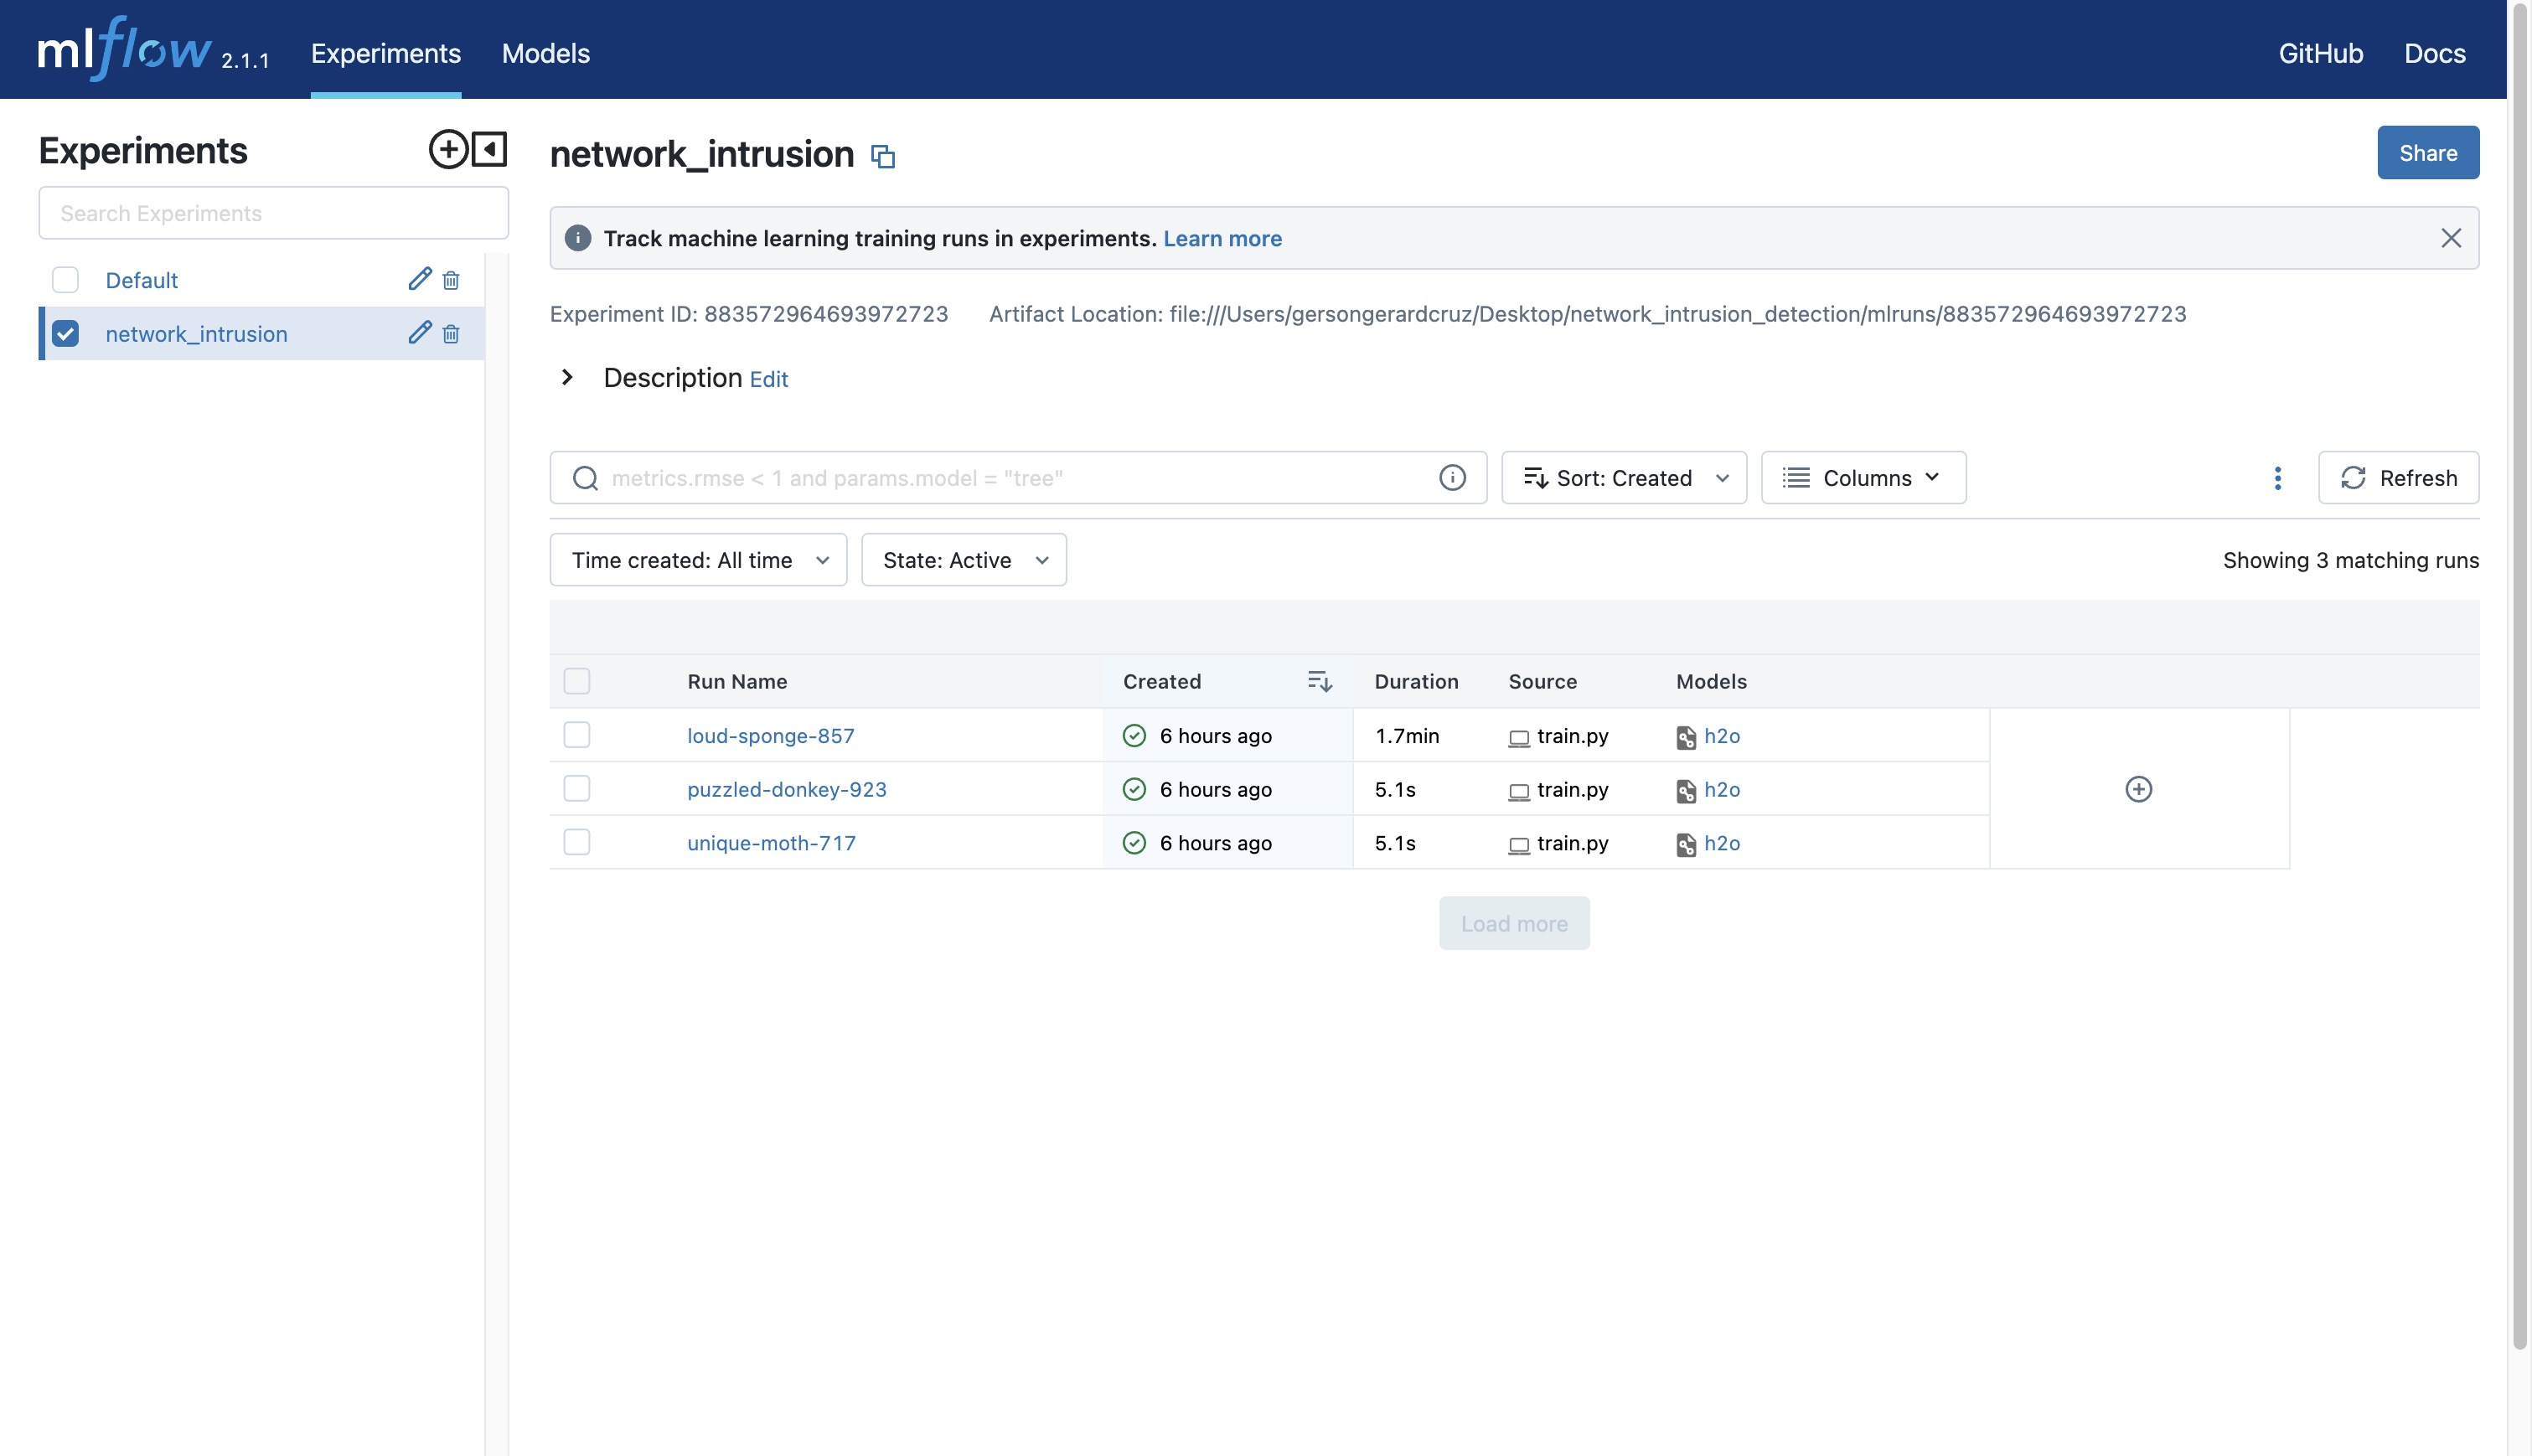 mlflow 2.1.1 Experiments Models GitHub Docs
Experiments
Search Experiments
Default
network_intrusion
network_intrusion
Share
Track machine learning training runs in experiments. Learn more
Experiment ID: 883572964693972723 Artifact Location: file:///Users/gersongerardcruz/Desktop/network_intrusion_detection/mlruns/883572964693972723
Description Edit
metrics.rmse < 1 and params.model = "tree" Sort: Created Columns Refresh
Time created: All time State: Active Showing 3 matching runs
Run Name Created Duration Source Models
loud-sponge-857 6 hours ago 1.7min train.py h2o
puzzled-donkey-923 6 hours ago 5.1s train.py h2o
unique-moth-717 6 hours ago 5.1s train.py h2o
Load more